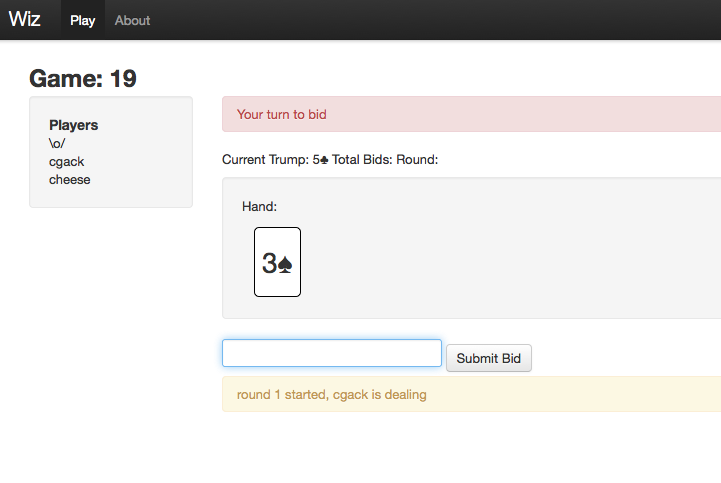 Wiz Play About
Game: 19
Players
\o/
cgack
cheese
Your turn to bid
Current Trump: 5♣ Total Bids: Round:
Hand:
3♠
Submit Bid
round 1 started, cgack is dealing